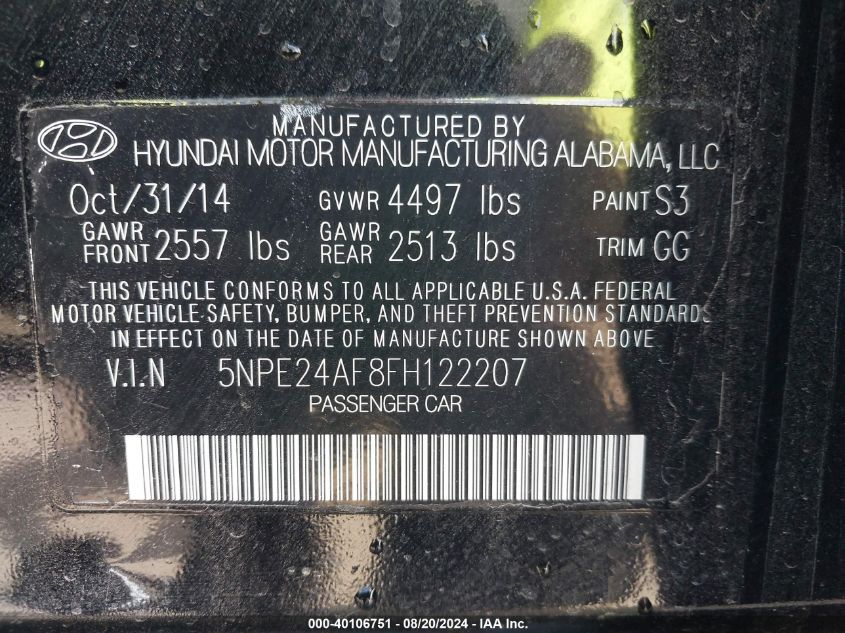 MANUFACTURED BY
HYUNDAI MOTOR MANUFACTURING ALABAMA, LLC
Oct/31/14 GVWR 4497 lbs PAINT S3
GAWR FRONT 2557 lbs GAWR REAR 2513 lbs TRIM GG
THIS VEHICLE CONFORMS TO ALL APPLICABLE U.S.A. FEDERAL
MOTOR VEHICLE SAFETY, BUMPER, AND THEFT PREVENTION STANDARDS
IN EFFECT ON THE DATE OF MANUFACTURE SHOWN ABOVE
V.I.N 5NPE24AF8FH122207
PASSENGER CAR
000-40106751 - 08/20/2024 - IAA Inc.